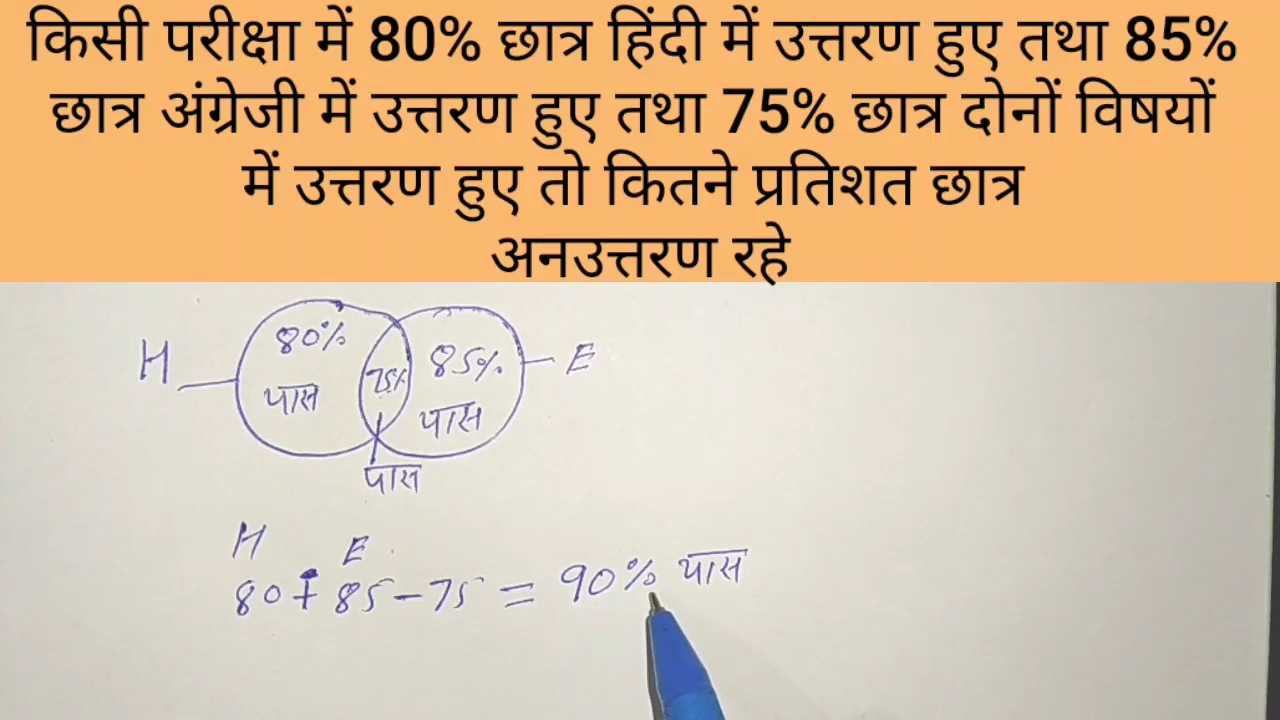 किसी परीक्षा में 80% छात्र हिंदी में उत्तरण हुए तथा 85%
छात्र अंग्रेजी में उत्तरण हुए तथा 75% छात्र दोनों विषयों
में उत्तरण हुए तो कितने प्रतिशत छात्र
अनउत्तरण रहे
H 80% 75% 85% E
पास पास
पास
H E
80 + 85 - 75 = 90% पास